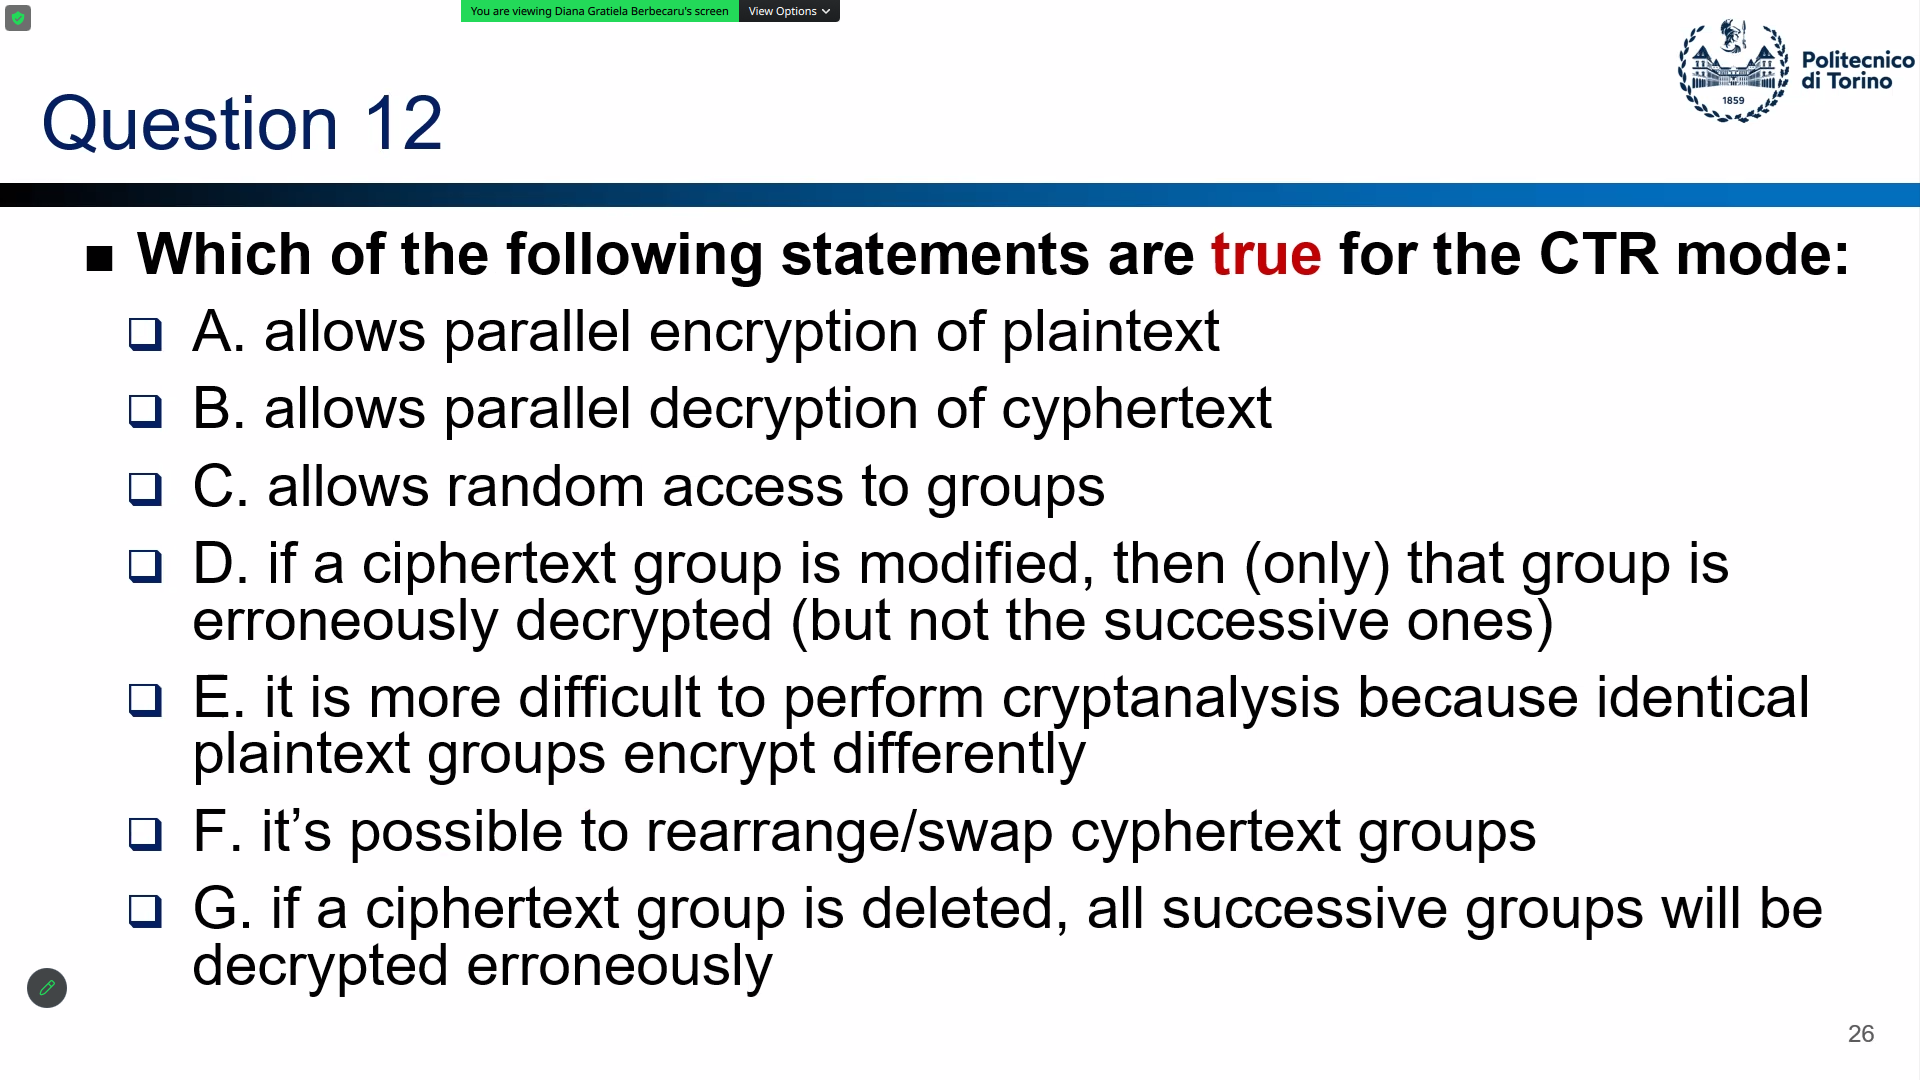 You are viewing Diana Gratiela Berbecaru's screen
View Options
Politecnico
di Torino
1859
Question 12
Which of the following statements are true for the CTR mode:
A. allows parallel encryption of plaintext
B. allows parallel decryption of cyphertext
C. allows random access to groups
D. if a ciphertext group is modified, then (only) that group is
erroneously decrypted (but not the successive ones)
E. it is more difficult to perform cryptanalysis because identical
plaintext groups encrypt differently
F. it’s possible to rearrange/swap cyphertext groups
G. if a ciphertext group is deleted, all successive groups will be
decrypted erroneously
26